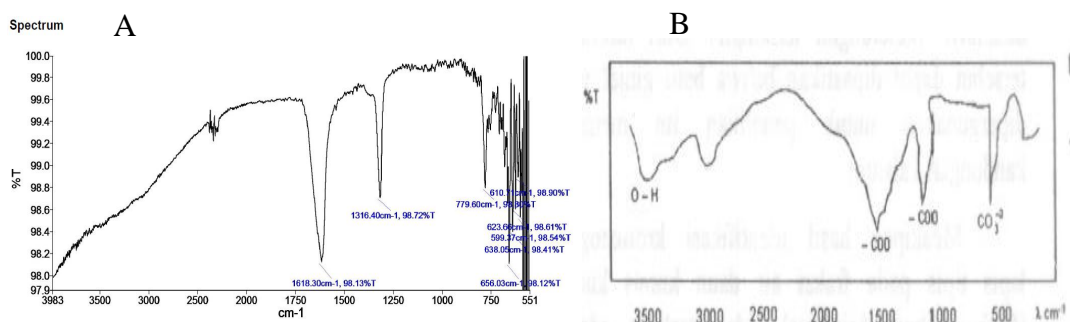 Spectrum
A
B
100.0
99.8
99.6
99.4
99.2
99.0
98.8
98.6
98.4
98.2
98.0
97.9
%T
3983 3500 3000 2500 2000 1750 1500 1250 1000 750 551
cm-1
1618.30cm-1, 98.13%T
1316.40cm-1, 98.72%T
610.71cm-1, 98.90%T
779.60cm-1, 98.80%T
623.66cm-1, 98.61%T
599.37cm-1, 98.54%T
638.05cm-1, 98.41%T
656.03cm-1, 98.12%T
%T
O – H
– COO
– COO
3500 3000 2500 2000 1500 1000 500 λ cm⁻¹